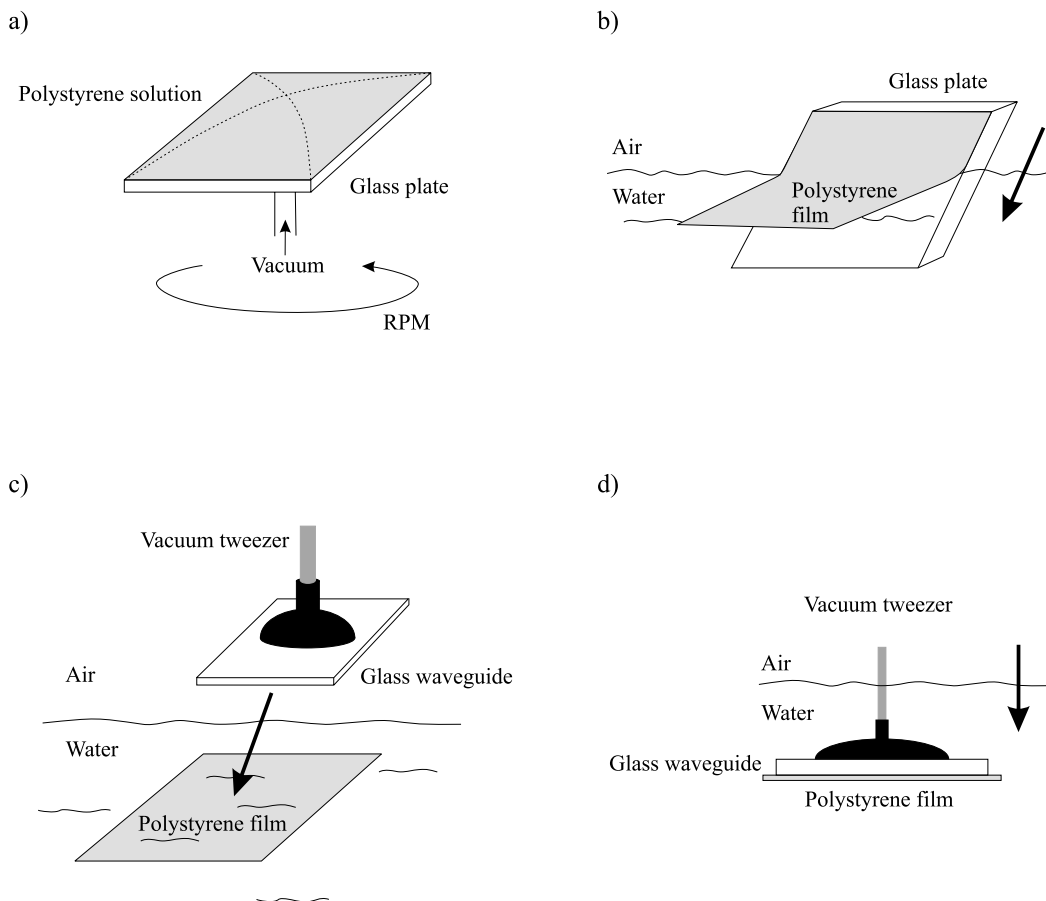 a)
Polystyrene solution
Glass plate
Vacuum
RPM
b)
Glass plate
Air
Water
Polystyrene
film
c)
Vacuum tweezer
Air
Glass waveguide
Water
Polystyrene film
d)
Vacuum tweezer
Air
Water
Glass waveguide
Polystyrene film